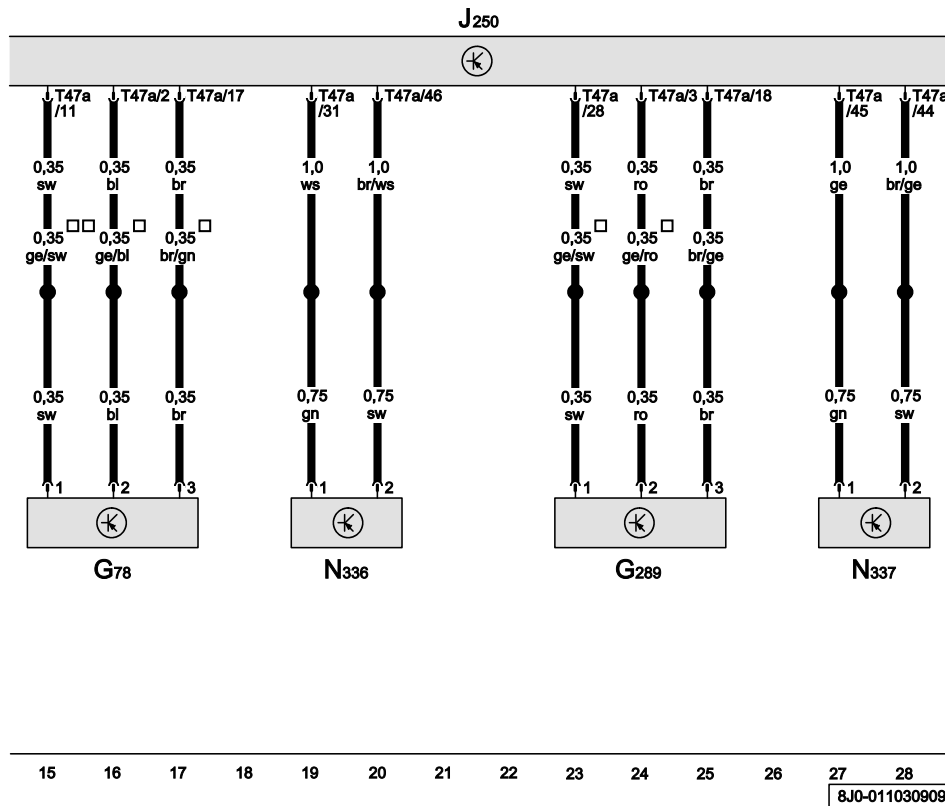 J250
T47a /11 T47a/2 T47a/17 T47a /31 T47a/46 T47a /28 T47a/3 T47a/18 T47a /45 T47a /44
0,35 0,35 0,35 1,0 1,0 0,35 0,35 0,35 1,0 1,0
sw bl br ws br/ws sw ro br ge br/ge
0,35 0,35 0,35 0,35 0,35 0,35
ge/sw ge/bl br/gn ge/sw ge/ro br/ge
0,35 0,35 0,35 0,75 0,75 0,35 0,35 0,35 0,75 0,75
sw bl br gn sw sw ro br gn sw
1 2 3 1 2 1 2 3 1 2
G78 N336 G289 N337
15 16 17 18 19 20 21 22 23 24 25 26 27 28
8J0-011030909